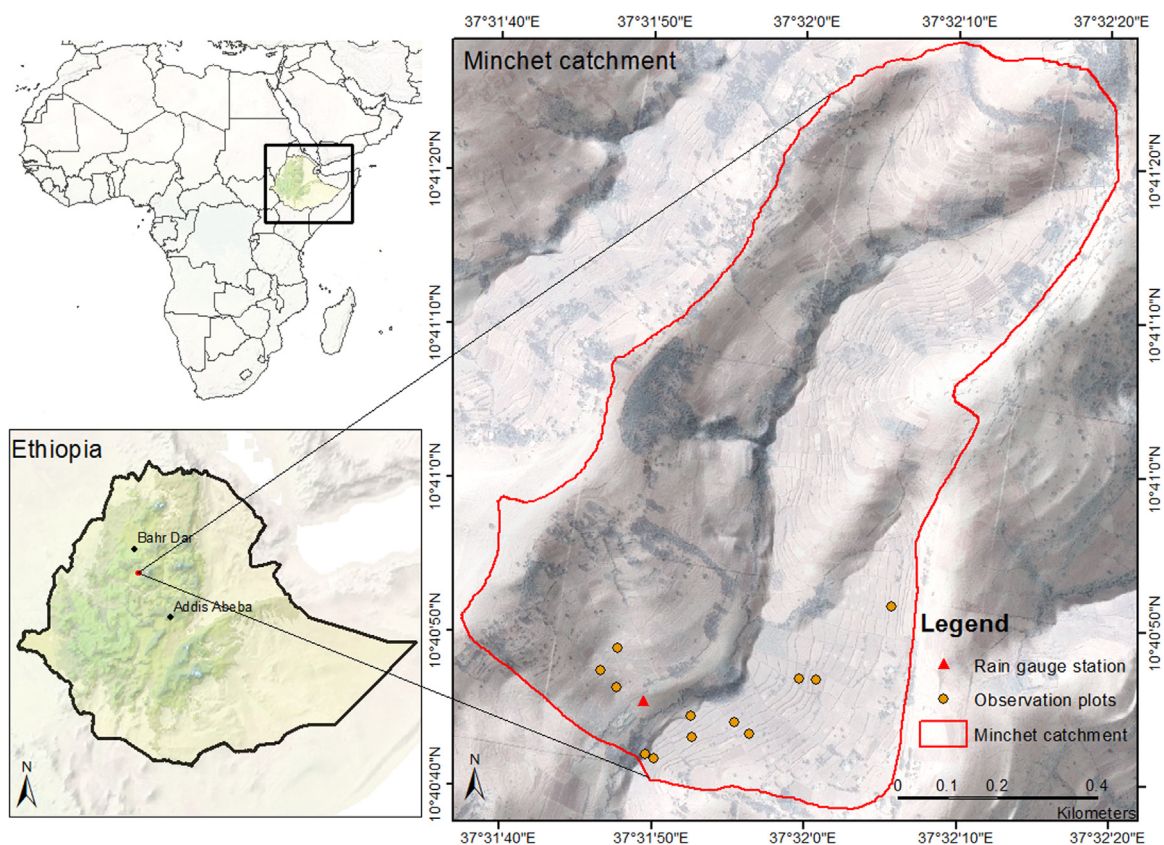 37°31'40"E 37°31'50"E 37°32'0"E 37°32'10"E 37°32'20"E
Minchet catchment
10°41'20"N
10°41'20"N
10°41'10"N
10°41'10"N
10°41'0"N
10°41'0"N
10°40'50"N
10°40'50"N
10°40'40"N
10°40'40"N
Ethiopia
Bahr Dar
Addis Abeba
N
Legend
Rain gauge station
Observation plots
Minchet catchment
N
0 0.1 0.2 0.4
Kilometers
37°31'40"E 37°31'50"E 37°32'0"E 37°32'10"E 37°32'20"E